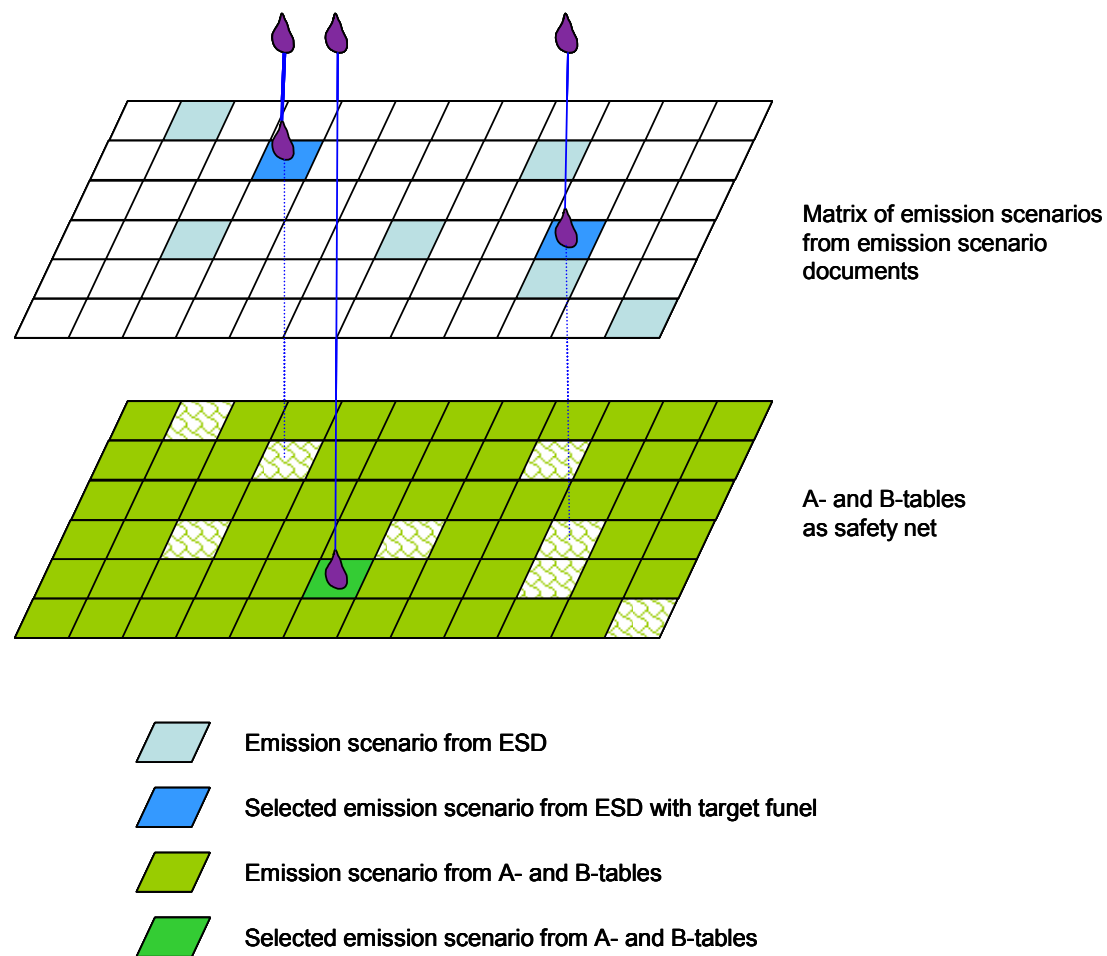 Matrix of emission scenarios
from emission scenario
documents
A- and B-tables
as safety net
Emission scenario from ESD
Selected emission scenario from ESD with target funel
Emission scenario from A- and B-tables
Selected emission scenario from A- and B-tables